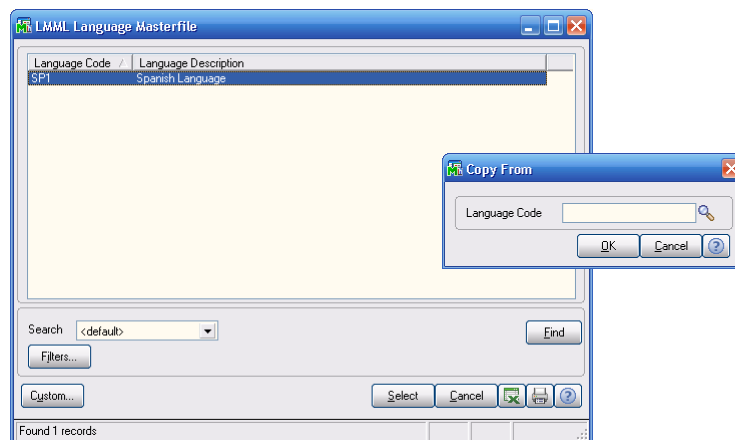 LMML Language Masterfile
Language Code / Language Description
SP1 Spanish Language
Copy From
Language Code
OK Cancel ?
Search <default> Find
Filters...
Custom... Select Cancel ?
Found 1 records